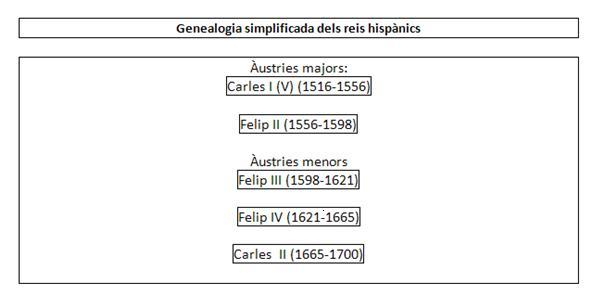 Genealogia simplificada dels reis hispànics
Àustries majors:
Carles I (V) (1516-1556)
Felip II (1556-1598)
Àustries menors
Felip III (1598-1621)
Felip IV (1621-1665)
Carles  II (1665-1700)